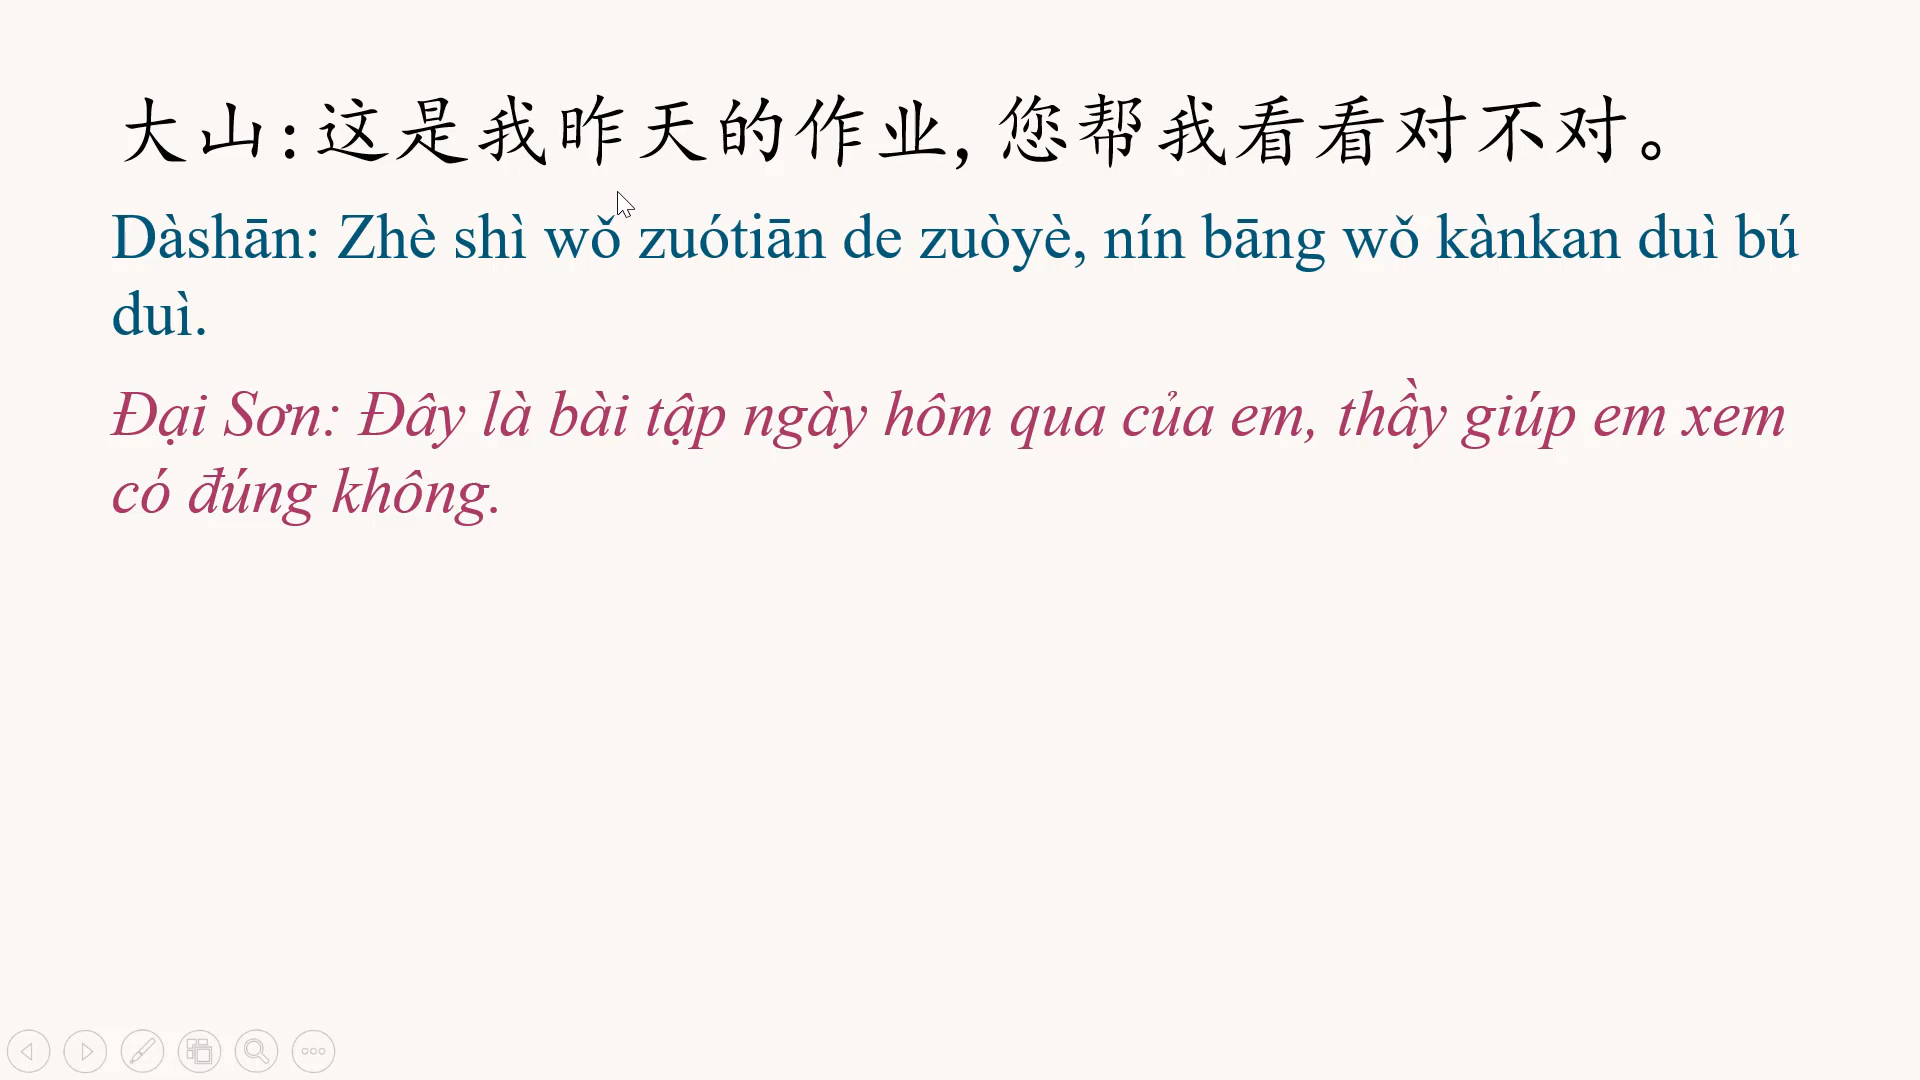 大山:这是我昨天的作业,您帮我看看对不对。
Dàshān: Zhè shì wǒ zuótiān de zuòyè, nín bāng wǒ kànkan duì bú
duì.
Đại Sơn: Đây là bài tập ngày hôm qua của em, thầy giúp em xem
có đúng không.